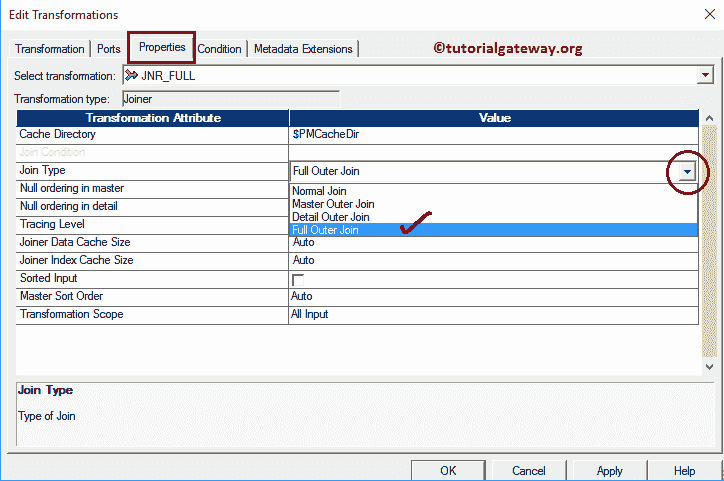 Edit Transformations
Transformation Ports Properties Condition Metadata Extensions ©tutorialgateway.org
Select transformation: JNR_FULL
Transformation type: Joiner
Transformation Attribute Value
Cache Directory $PMCacheDir
Join Condition
Join Type Full Outer Join
Null ordering in master Normal Join
Master Outer Join
Null ordering in detail Detail Outer Join
Tracing Level Full Outer Join
Joiner Data Cache Size Auto
Joiner Index Cache Size Auto
Sorted Input
Master Sort Order Auto
Transformation Scope All Input
Join Type
Type of Join
OK Cancel Apply Help